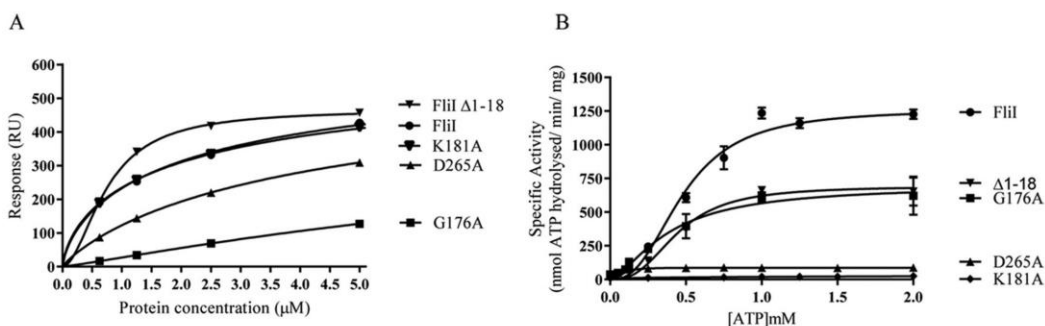 A
Response (RU)
600
500
400
300
200
100
0
0.0 0.5 1.0 1.5 2.0 2.5 3.0 3.5 4.0 4.5 5.0
Protein concentration (μM)
FliI Δ1-18
FliI
K181A
D265A
G176A
B
Specific Activity
(nmol ATP hydrolysed/ min/ mg)
1500
1250
1000
750
500
250
0
0.0 0.5 1.0 1.5 2.0
[ATP]mM
FliI
Δ1-18
G176A
D265A
K181A